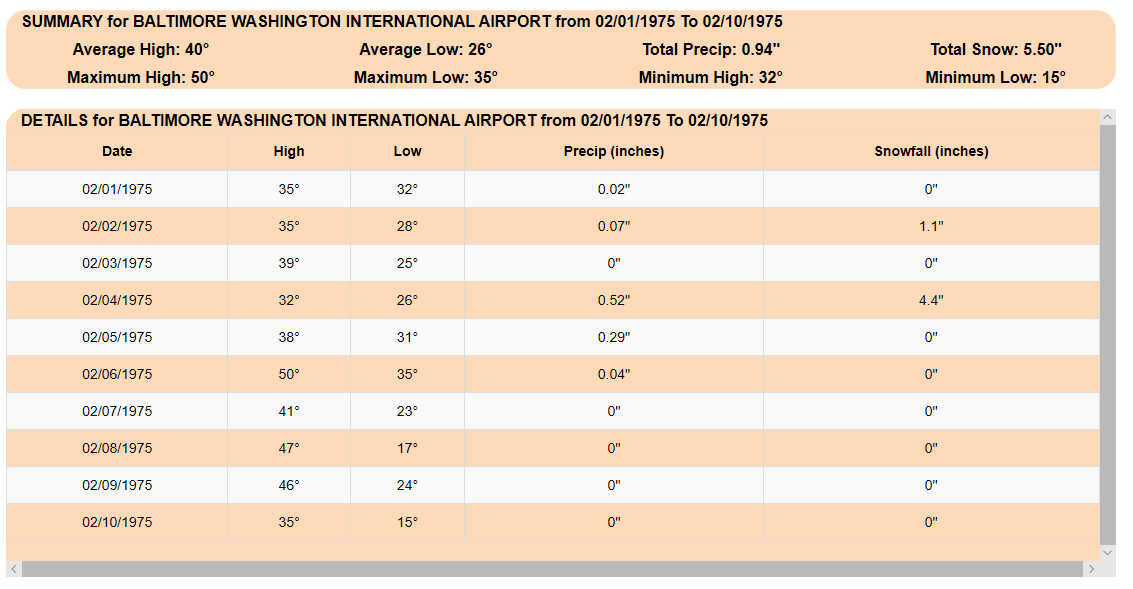 SUMMARY for BALTIMORE WASHINGTON INTERNATIONAL AIRPORT from 02/01/1975 To 02/10/1975
Average High: 40° Average Low: 26° Total Precip: 0.94" Total Snow: 5.50"
Maximum High: 50° Maximum Low: 35° Minimum High: 32° Minimum Low: 15°
DETAILS for BALTIMORE WASHINGTON INTERNATIONAL AIRPORT from 02/01/1975 To 02/10/1975
Date High Low Precip (inches) Snowfall (inches)
02/01/1975 35° 32° 0.02" 0"
02/02/1975 35° 28° 0.07" 1.1"
02/03/1975 39° 25° 0" 0"
02/04/1975 32° 26° 0.52" 4.4"
02/05/1975 38° 31° 0.29" 0"
02/06/1975 50° 35° 0.04" 0"
02/07/1975 41° 23° 0" 0"
02/08/1975 47° 17° 0" 0"
02/09/1975 46° 24° 0" 0"
02/10/1975 35° 15° 0" 0"